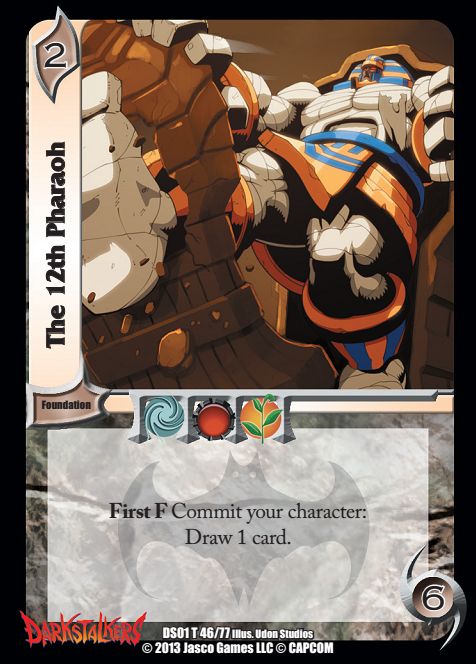 2
The 12th Pharaoh
Foundation
First F Commit your character:
Draw 1 card.
6
DARKSTALKERS
DS01 T 46/77 Illus. Udon Studios
© 2013 Jasco Games LLC © CAPCOM